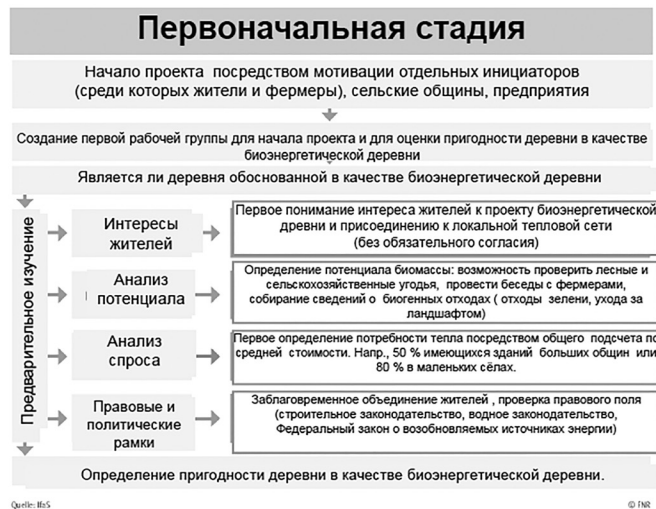 Первоначальная стадия
Начало проекта посредством мотивации отдельных инициаторов
(среди которых жители и фермеры), сельские общины, предприятия
Создание первой рабочей группы для начала проекта и для оценки пригодности деревни в качестве
биоэнергетической деревни
Является ли деревня обоснованной в качестве биоэнергетической деревни
Предварительное изучение
Интересы
жителей
Первое понимание интереса жителей к проекту биоэнергетической
древни и присоединению к локальной тепловой сети
(без обязательного согласия)
Анализ
потенциала
Определение потенциала биомассы: возможность проверить лесные и
сельскохозяйственные угодья, провести беседы с фермерами,
собирание сведений о биогенных отходах ( отходы зелени, ухода за
ландшафтом)
Анализ
спроса
Первое определение потребности тепла посредством общего подсчета по
средней стоимости. Напр., 50 % имеющихся зданий больших общин или
80 % в маленьких сёлах.
Правовые и
политические
рамки
Заблаговременное объединение жителей , проверка правового поля
(строительное законодательство, водное законодательство,
Федеральный закон о возобновляемых источниках энергии)
Определение пригодности деревни в качестве биоэнергетической деревни.
Quelle: IfaS
© FNR